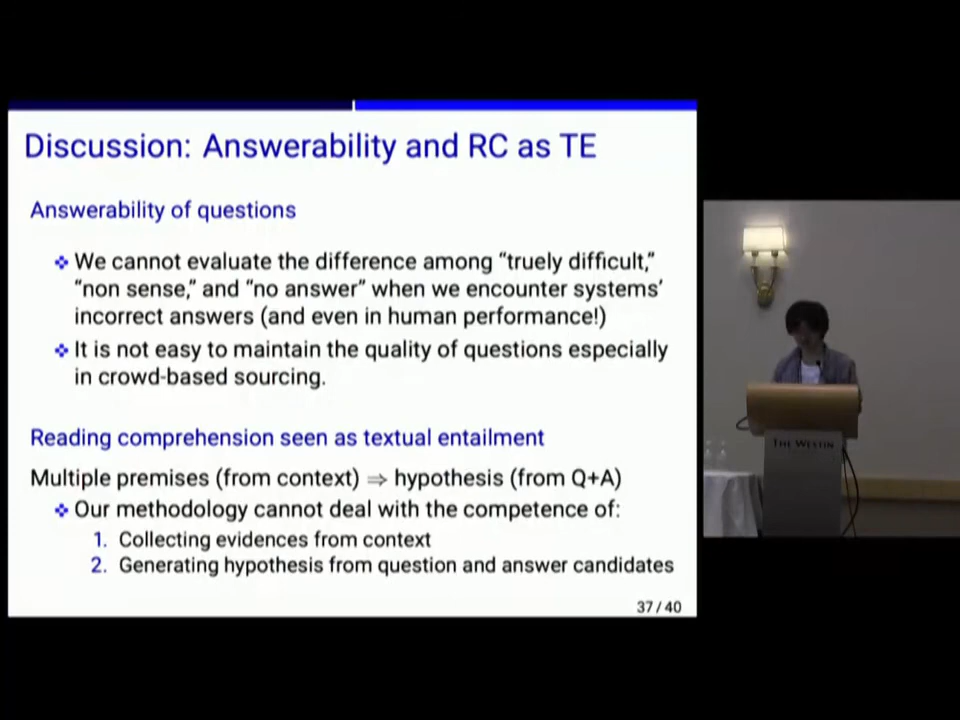 Discussion: Answerability and RC as TE
Answerability of questions
❖ We cannot evaluate the difference among “truely difficult,”
“non sense,” and “no answer” when we encounter systems’
incorrect answers (and even in human performance!)
❖ It is not easy to maintain the quality of questions especially
in crowd-based sourcing.
Reading comprehension seen as textual entailment
Multiple premises (from context) ⇒ hypothesis (from Q+A)
❖ Our methodology cannot deal with the competence of:
1. Collecting evidences from context
2. Generating hypothesis from question and answer candidates
37 / 40
THE WESTIN